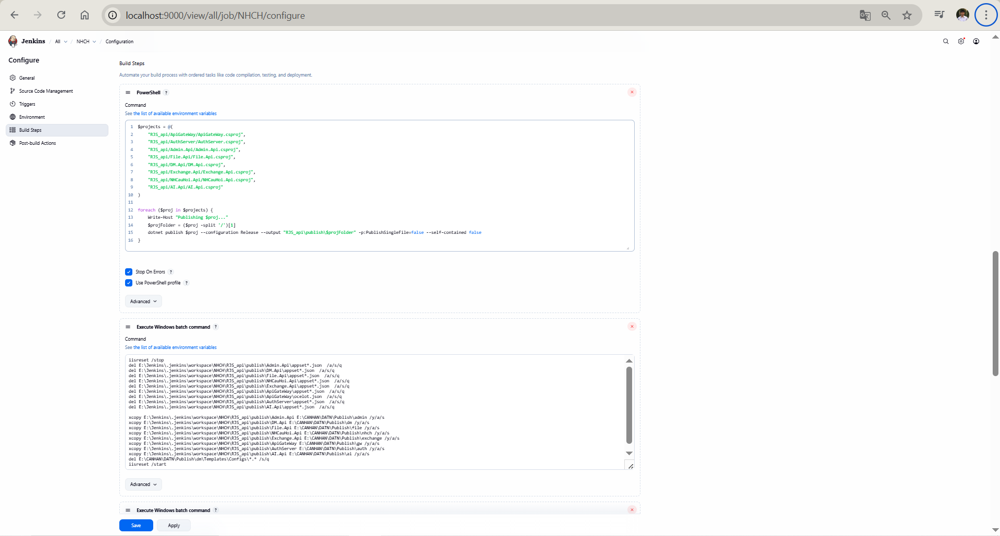 localhost:9000/view/all/job/NHCH/configure
Jenkins / All / NHCH / Configuration
Configure
General
Source Code Management
Triggers
Environment
Build Steps
Post-build Actions
Build Steps
Automate your build process with ordered tasks like code compilation, testing, and deployment.
PowerShell ?
Command
See the list of available environment variables
1 $projects = @(
2 "RJS_api/ApiGateWay/ApiGateWay.csproj",
3 "RJS_api/AuthServer/AuthServer.csproj",
4 "RJS_api/Admin.Api/Admin.Api.csproj",
5 "RJS_api/File.Api/File.Api.csproj",
6 "RJS_api/DM.Api/DM.Api.csproj",
7 "RJS_api/Exchange.Api/Exchange.Api.csproj",
8 "RJS_api/NHCauHoi.Api/NHCauHoi.Api.csproj",
9 "RJS_api/AI.Api/AI.Api.csproj"
10 )
11
12 foreach ($proj in $projects) {
13 Write-Host "Publishing $proj..."
14 $projFolder = ($proj -split '/')[1]
15 dotnet publish $proj --configuration Release --output "RJS_api\publish\$projFolder" -p:PublishSingleFile=false --self-contained false
16 }
Stop On Errors ?
Use PowerShell profile ?
Advanced
Execute Windows batch command ?
Command
See the list of available environment variables
iisreset /stop
del E:\Jenkins\.jenkins\workspace\NHCH\RJS_api\publish\Admin.Api\appset*.json /a/s/q
del E:\Jenkins\.jenkins\workspace\NHCH\RJS_api\publish\DM.Api\appset*.json /a/s/q
del E:\Jenkins\.jenkins\workspace\NHCH\RJS_api\publish\File.Api\appset*.json /a/s/q
del E:\Jenkins\.jenkins\workspace\NHCH\RJS_api\publish\NHCauHoi.Api\appset*.json /a/s/q
del E:\Jenkins\.jenkins\workspace\NHCH\RJS_api\publish\Exchange.Api\appset*.json /a/s/q
del E:\Jenkins\.jenkins\workspace\NHCH\RJS_api\publish\ApiGateWay\appset*.json /a/s/q
del E:\Jenkins\.jenkins\workspace\NHCH\RJS_api\publish\ApiGateWay\ocelot.json /a/s/q
del E:\Jenkins\.jenkins\workspace\NHCH\RJS_api\publish\AuthServer\appset*.json /a/s/q
del E:\Jenkins\.jenkins\workspace\NHCH\RJS_api\publish\AI.Api\appset*.json /a/s/q
xcopy E:\Jenkins\.jenkins\workspace\NHCH\RJS_api\publish\Admin.Api E:\CANHAN\DATN\Publish\admin /y/a/s
xcopy E:\Jenkins\.jenkins\workspace\NHCH\RJS_api\publish\DM.Api E:\CANHAN\DATN\Publish\dm /y/a/s
xcopy E:\Jenkins\.jenkins\workspace\NHCH\RJS_api\publish\File.Api E:\CANHAN\DATN\Publish\file /y/a/s
xcopy E:\Jenkins\.jenkins\workspace\NHCH\RJS_api\publish\NHCauHoi.Api E:\CANHAN\DATN\Publish\nhch /y/a/s
xcopy E:\Jenkins\.jenkins\workspace\NHCH\RJS_api\publish\Exchange.Api E:\CANHAN\DATN\Publish\exchange /y/a/s
xcopy E:\Jenkins\.jenkins\workspace\NHCH\RJS_api\publish\ApiGateWay E:\CANHAN\DATN\Publish\gw /y/a/s
xcopy E:\Jenkins\.jenkins\workspace\NHCH\RJS_api\publish\AuthServer E:\CANHAN\DATN\Publish\auth /y/a/s
xcopy E:\Jenkins\.jenkins\workspace\NHCH\RJS_api\publish\AI.Api E:\CANHAN\DATN\Publish\ai /y/a/s
del E:\CANHAN\DATN\Publish\dm\Templates\Configs\*.* /s/q
iisreset /start
Advanced
Execute Windows batch command ?
Save
Apply